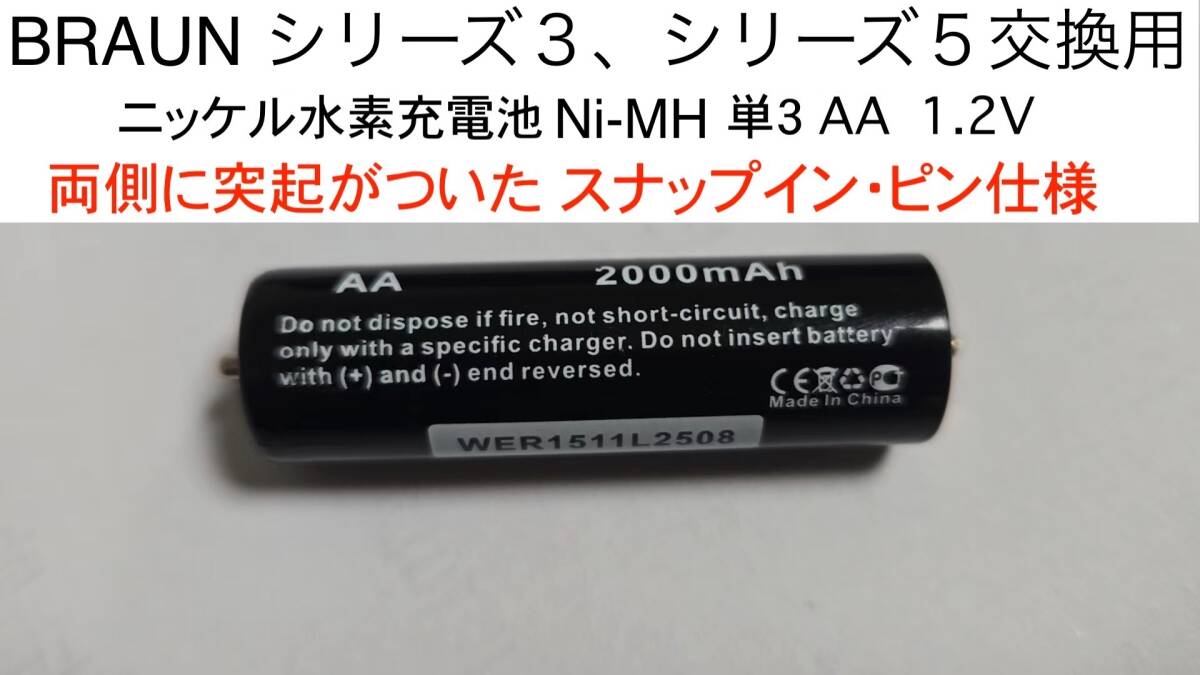 BRAUN シリーズ３、シリーズ５交換用
ニッケル水素充電池 Ni-MH 単3 AA 1.2V
両側に突起がついた スナップイン・ピン仕様
AA 2000mAh
Do not dispose if fire, not short-circuit, charge
only with a specific charger. Do not insert battery
with (+) and (-) end reversed.
CE PCT
Made In China
WER1511L2508